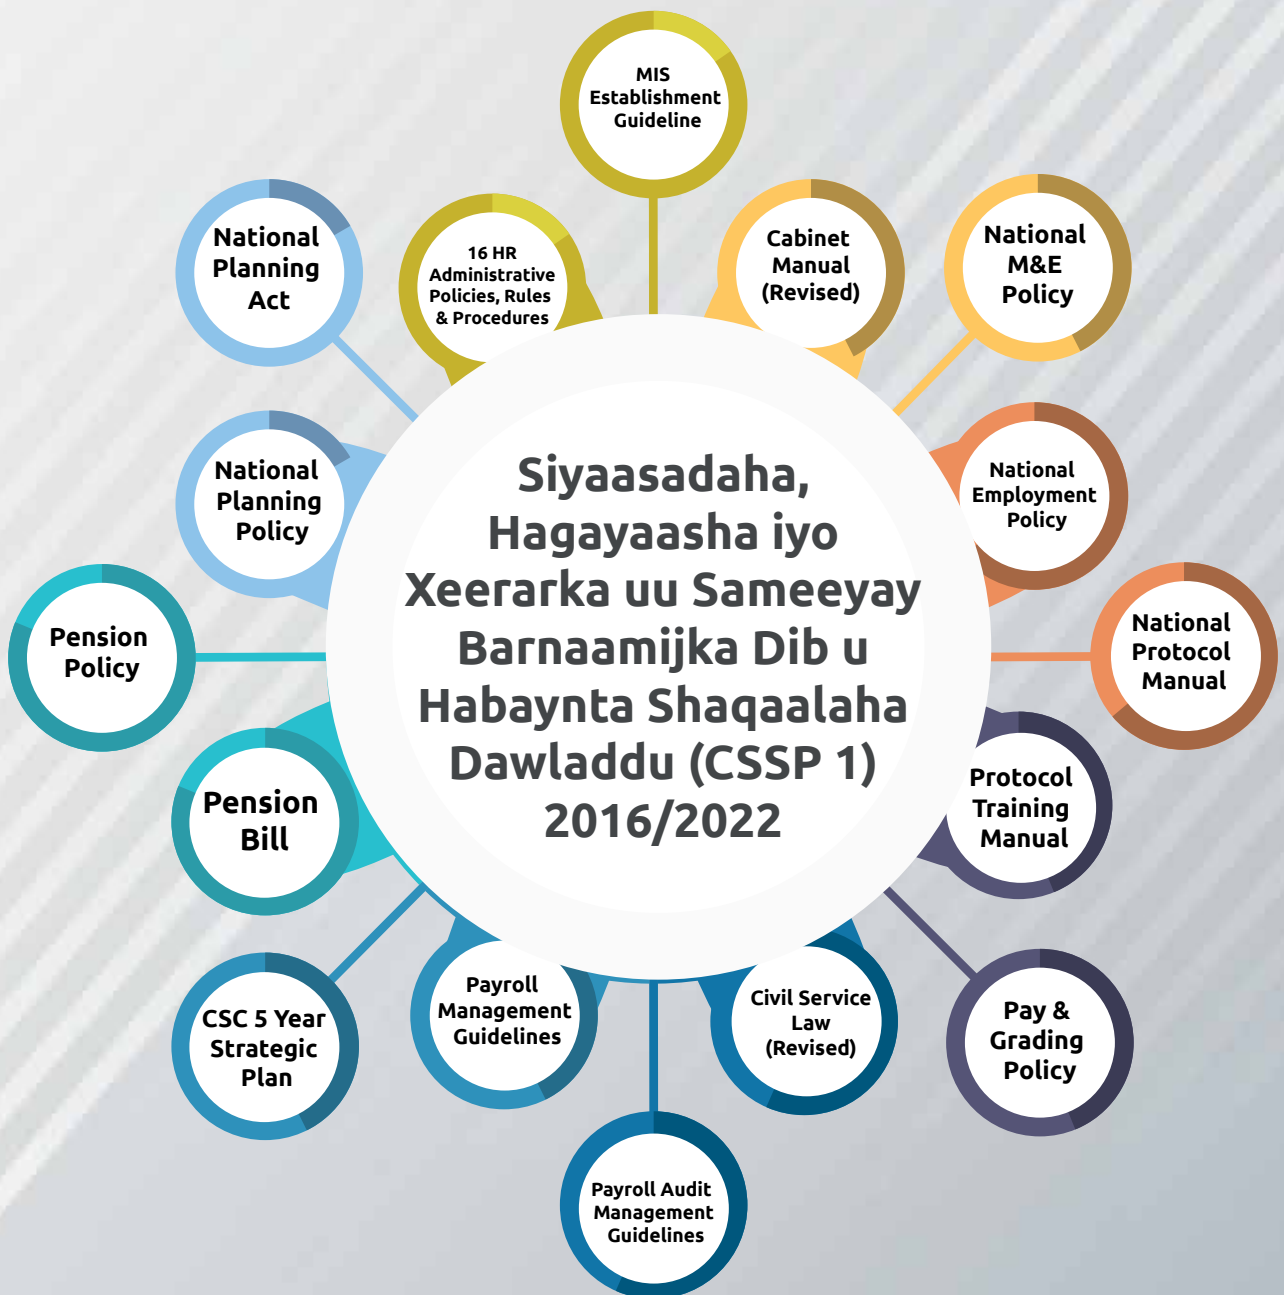 MIS
Establishment
Guideline
National
Planning
Act
16 HR
Administrative
Policies, Rules
& Procedures
Cabinet
Manual
(Revised)
National
M&E
Policy
National
Planning
Policy
National
Employment
Policy
Siyaasadaha,
Hagayaasha iyo
Xeerarka uu Sameeyay
Barnaamijka Dib u
Habaynta Shaqaalaha
Dawladdu (CSSP 1)
2016/2022
Pension
Policy
National
Protocol
Manual
Pension
Bill
Protocol
Training
Manual
CSC 5 Year
Strategic
Plan
Payroll
Management
Guidelines
Civil Service
Law
(Revised)
Pay &
Grading
Policy
Payroll Audit
Management
Guidelines